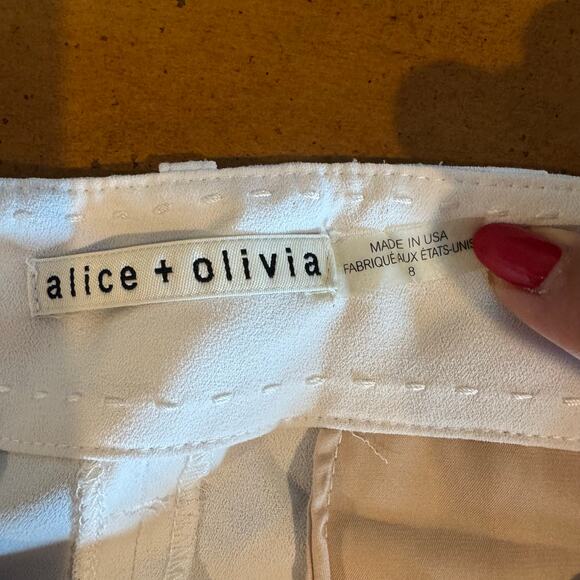 alice + olivia
MADE IN USA
FABRIQUÉ AUX ÉTATS-UNIS
8